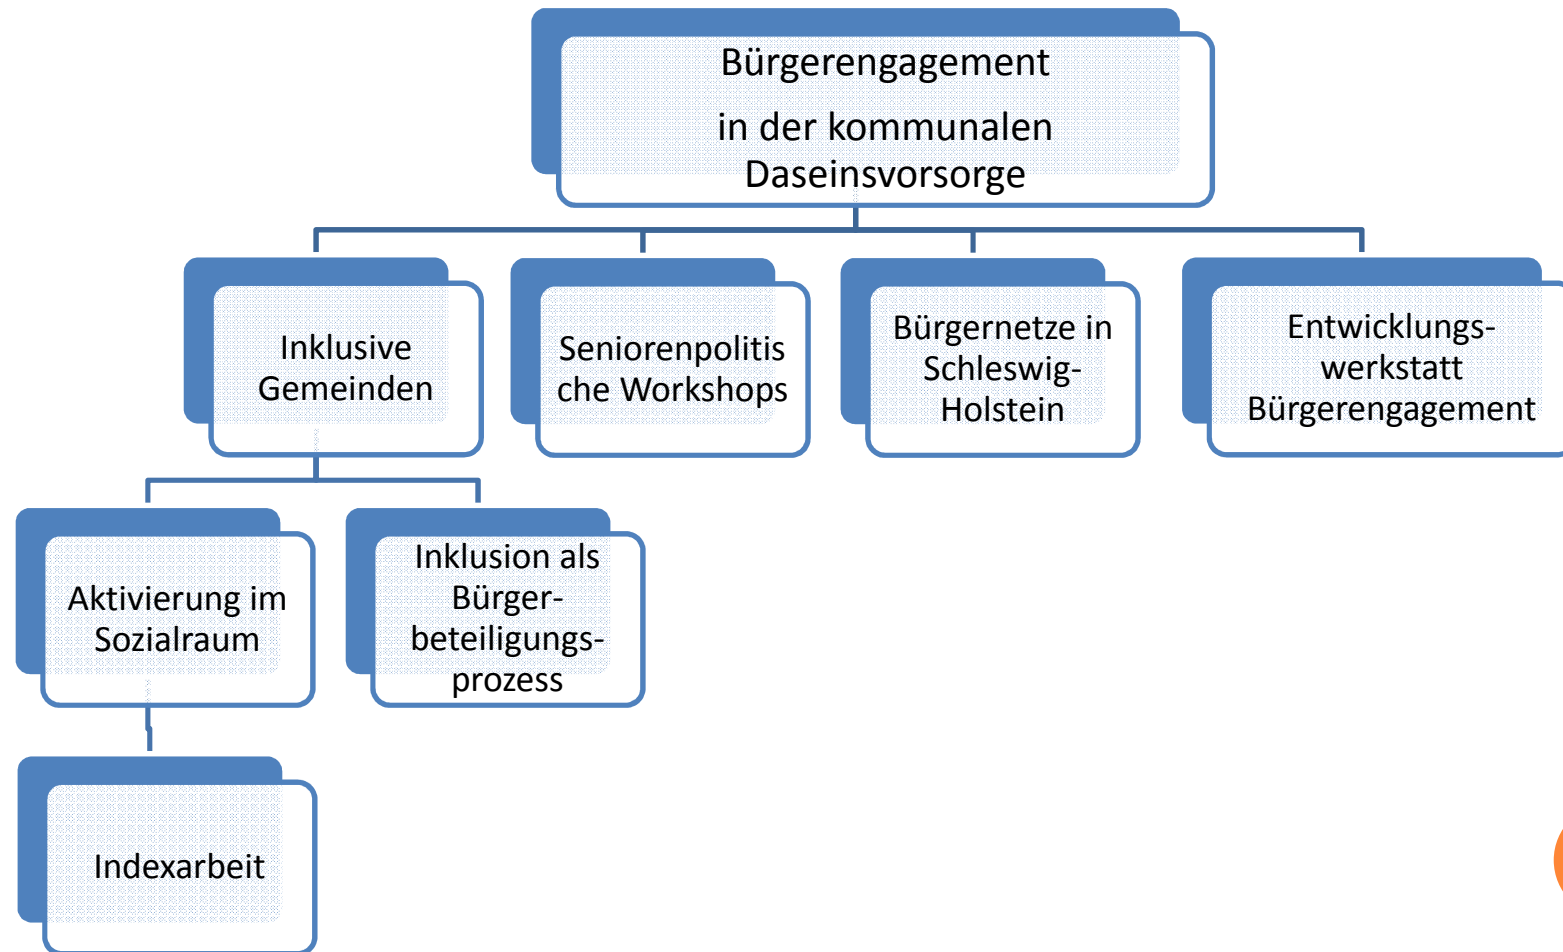 Bürgerengagement
in der kommunalen
Daseinsvorsorge
Inklusive
Gemeinden
Seniorenpolitis
che Workshops
Bürgernetze in
Schleswig-
Holstein
Entwicklungs-
werkstatt
Bürgerengagement
Aktivierung im
Sozialraum
Inklusion als
Bürger-
beteiligungs-
prozess
Indexarbeit